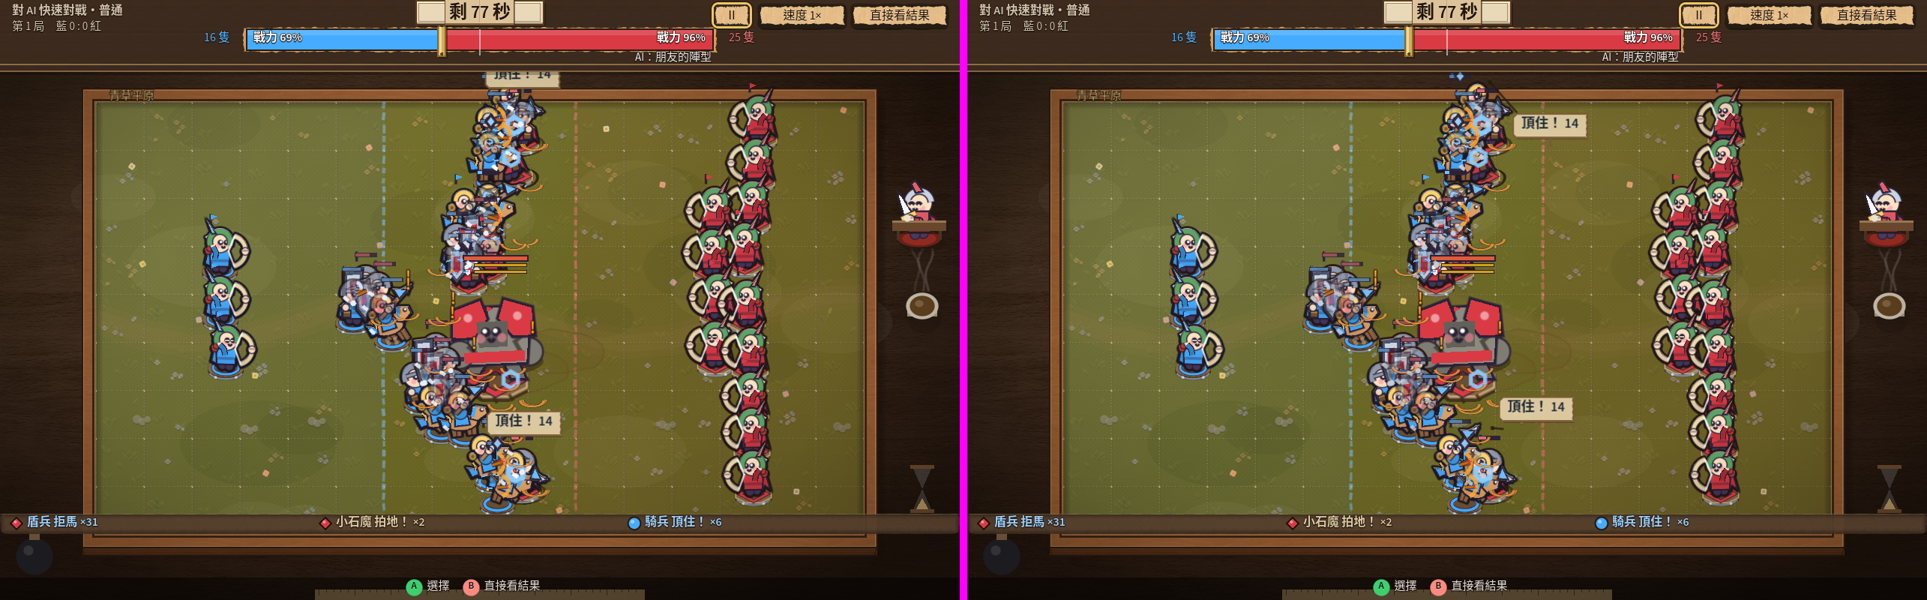 對 AI 快速對戰・普通
第 1 局 藍 0 : 0 紅
剩 77 秒
II
速度 1×
直接看結果
16 隻
戰力 69%
戰力 96%
25 隻
AI：朋友的陣型
頂住！ 14
青草平原
頂住！ 14
盾兵 拒馬 ×31
小石魔 拍地！ ×2
騎兵 頂住！ ×6
A 選擇
B 直接看結果
對 AI 快速對戰・普通
第 1 局 藍 0 : 0 紅
剩 77 秒
II
速度 1×
直接看結果
16 隻
戰力 69%
戰力 96%
25 隻
AI：朋友的陣型
青草平原
頂住！ 14
頂住！ 14
盾兵 拒馬 ×31
小石魔 拍地！ ×2
騎兵 頂住！ ×6
A 選擇
B 直接看結果